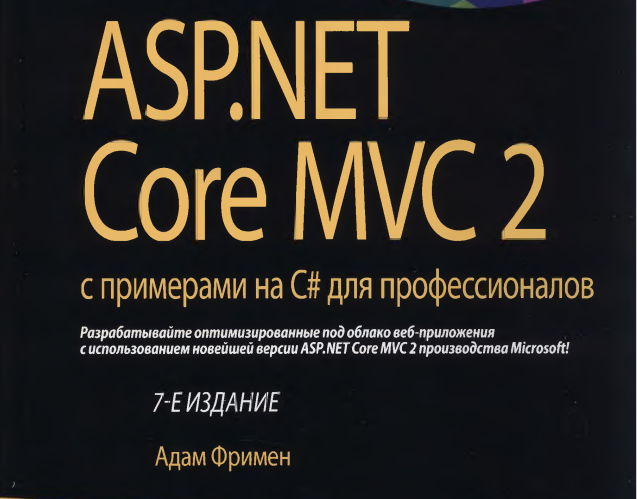 ASP.NET
Core MVC 2
с примерами на C# для профессионалов
Разрабатывайте оптимизированные под облако веб-приложения
с использованием новейшей версии ASP.NET Core MVC 2 производства Microsoft!
7-Е ИЗДАНИЕ
Адам Фримен